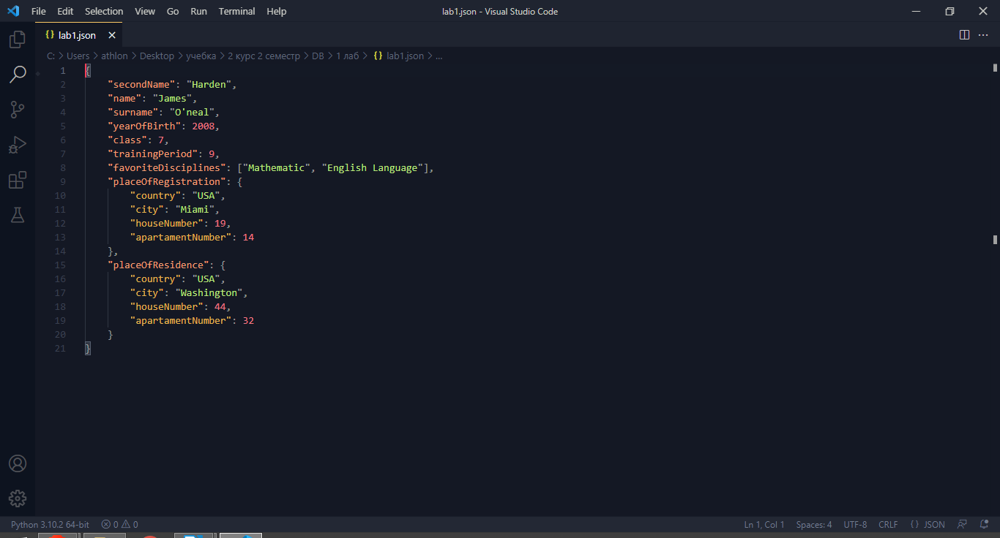 File Edit Selection View Go Run Terminal Help lab1.json - Visual Studio Code
{} lab1.json
C: > Users > athlon > Desktop > учебка > 2 курс 2 семестр > DB > 1 лаб > {} lab1.json > ...
1 {
2 "secondName": "Harden",
3 "name": "James",
4 "surname": "O'neal",
5 "yearOfBirth": 2008,
6 "class": 7,
7 "trainingPeriod": 9,
8 "favoriteDisciplines": ["Mathematic", "English Language"],
9 "placeOfRegistration": {
10 "country": "USA",
11 "city": "Miami",
12 "houseNumber": 19,
13 "apartamentNumber": 14
14 },
15 "placeOfResidence": {
16 "country": "USA",
17 "city": "Washington",
18 "houseNumber": 44,
19 "apartamentNumber": 32
20 }
21 }
Python 3.10.2 64-bit 0 0 Ln 1, Col 1 Spaces: 4 UTF-8 CRLF {} JSON